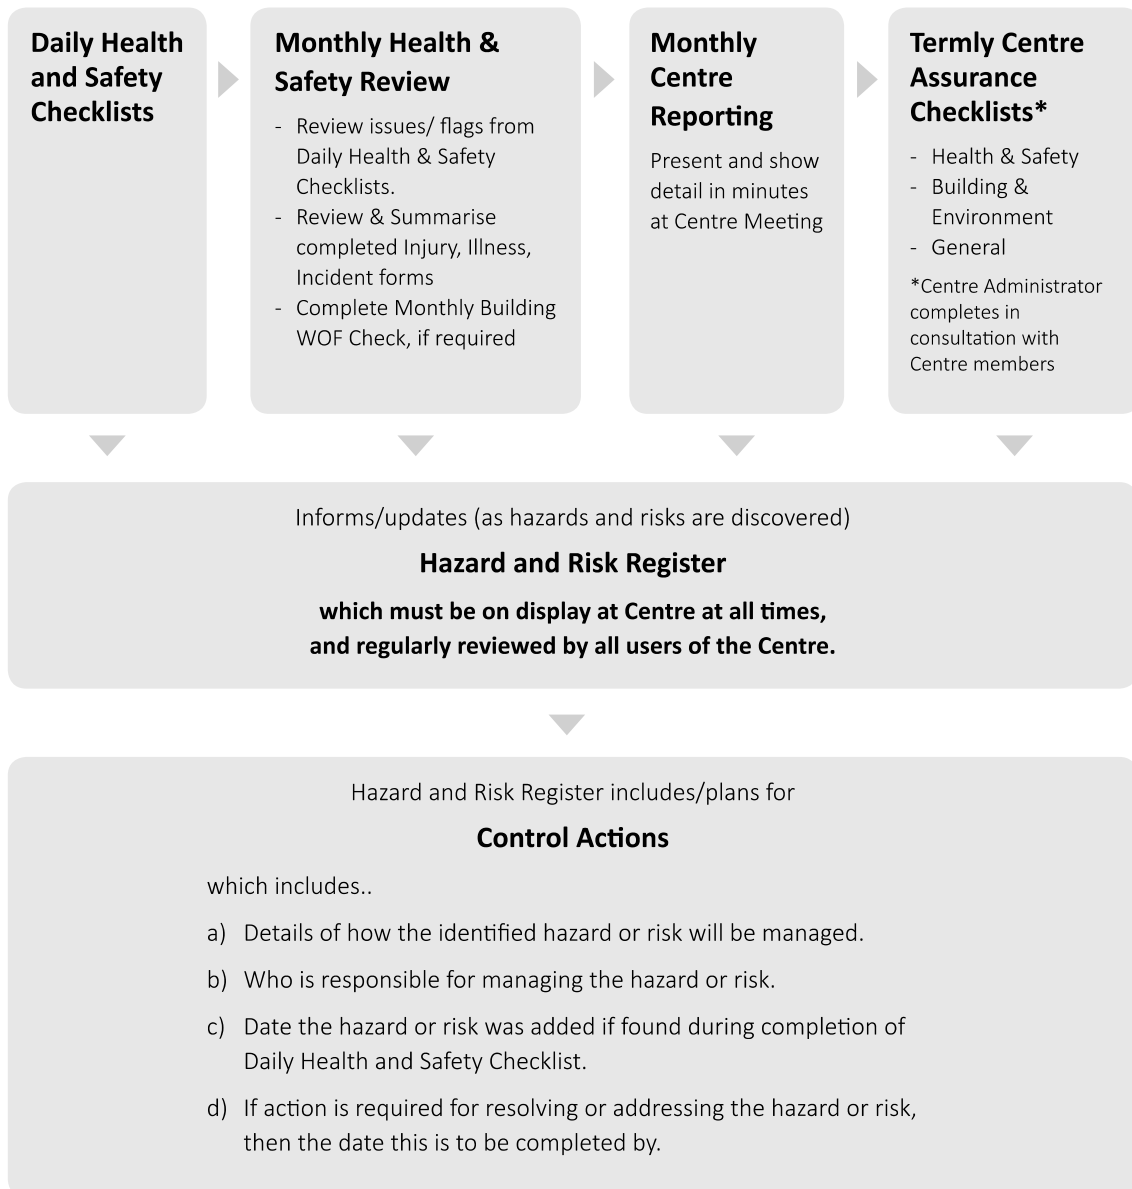 Daily Health
and Safety
Checklists
Monthly Health &
Safety Review
- Review issues/ flags from
Daily Health & Safety
Checklists.
- Review & Summarise
completed Injury, Illness,
Incident forms
- Complete Monthly Building
WOF Check, if required
Monthly
Centre
Reporting
Present and show
detail in minutes
at Centre Meeting
Termly Centre
Assurance
Checklists*
- Health & Safety
- Building &
Environment
- General
*Centre Administrator
completes in
consultation with
Centre members
Informs/updates (as hazards and risks are discovered)
Hazard and Risk Register
which must be on display at Centre at all times,
and regularly reviewed by all users of the Centre.
Hazard and Risk Register includes/plans for
Control Actions
which includes..
a) Details of how the identified hazard or risk will be managed.
b) Who is responsible for managing the hazard or risk.
c) Date the hazard or risk was added if found during completion of
Daily Health and Safety Checklist.
d) If action is required for resolving or addressing the hazard or risk,
then the date this is to be completed by.